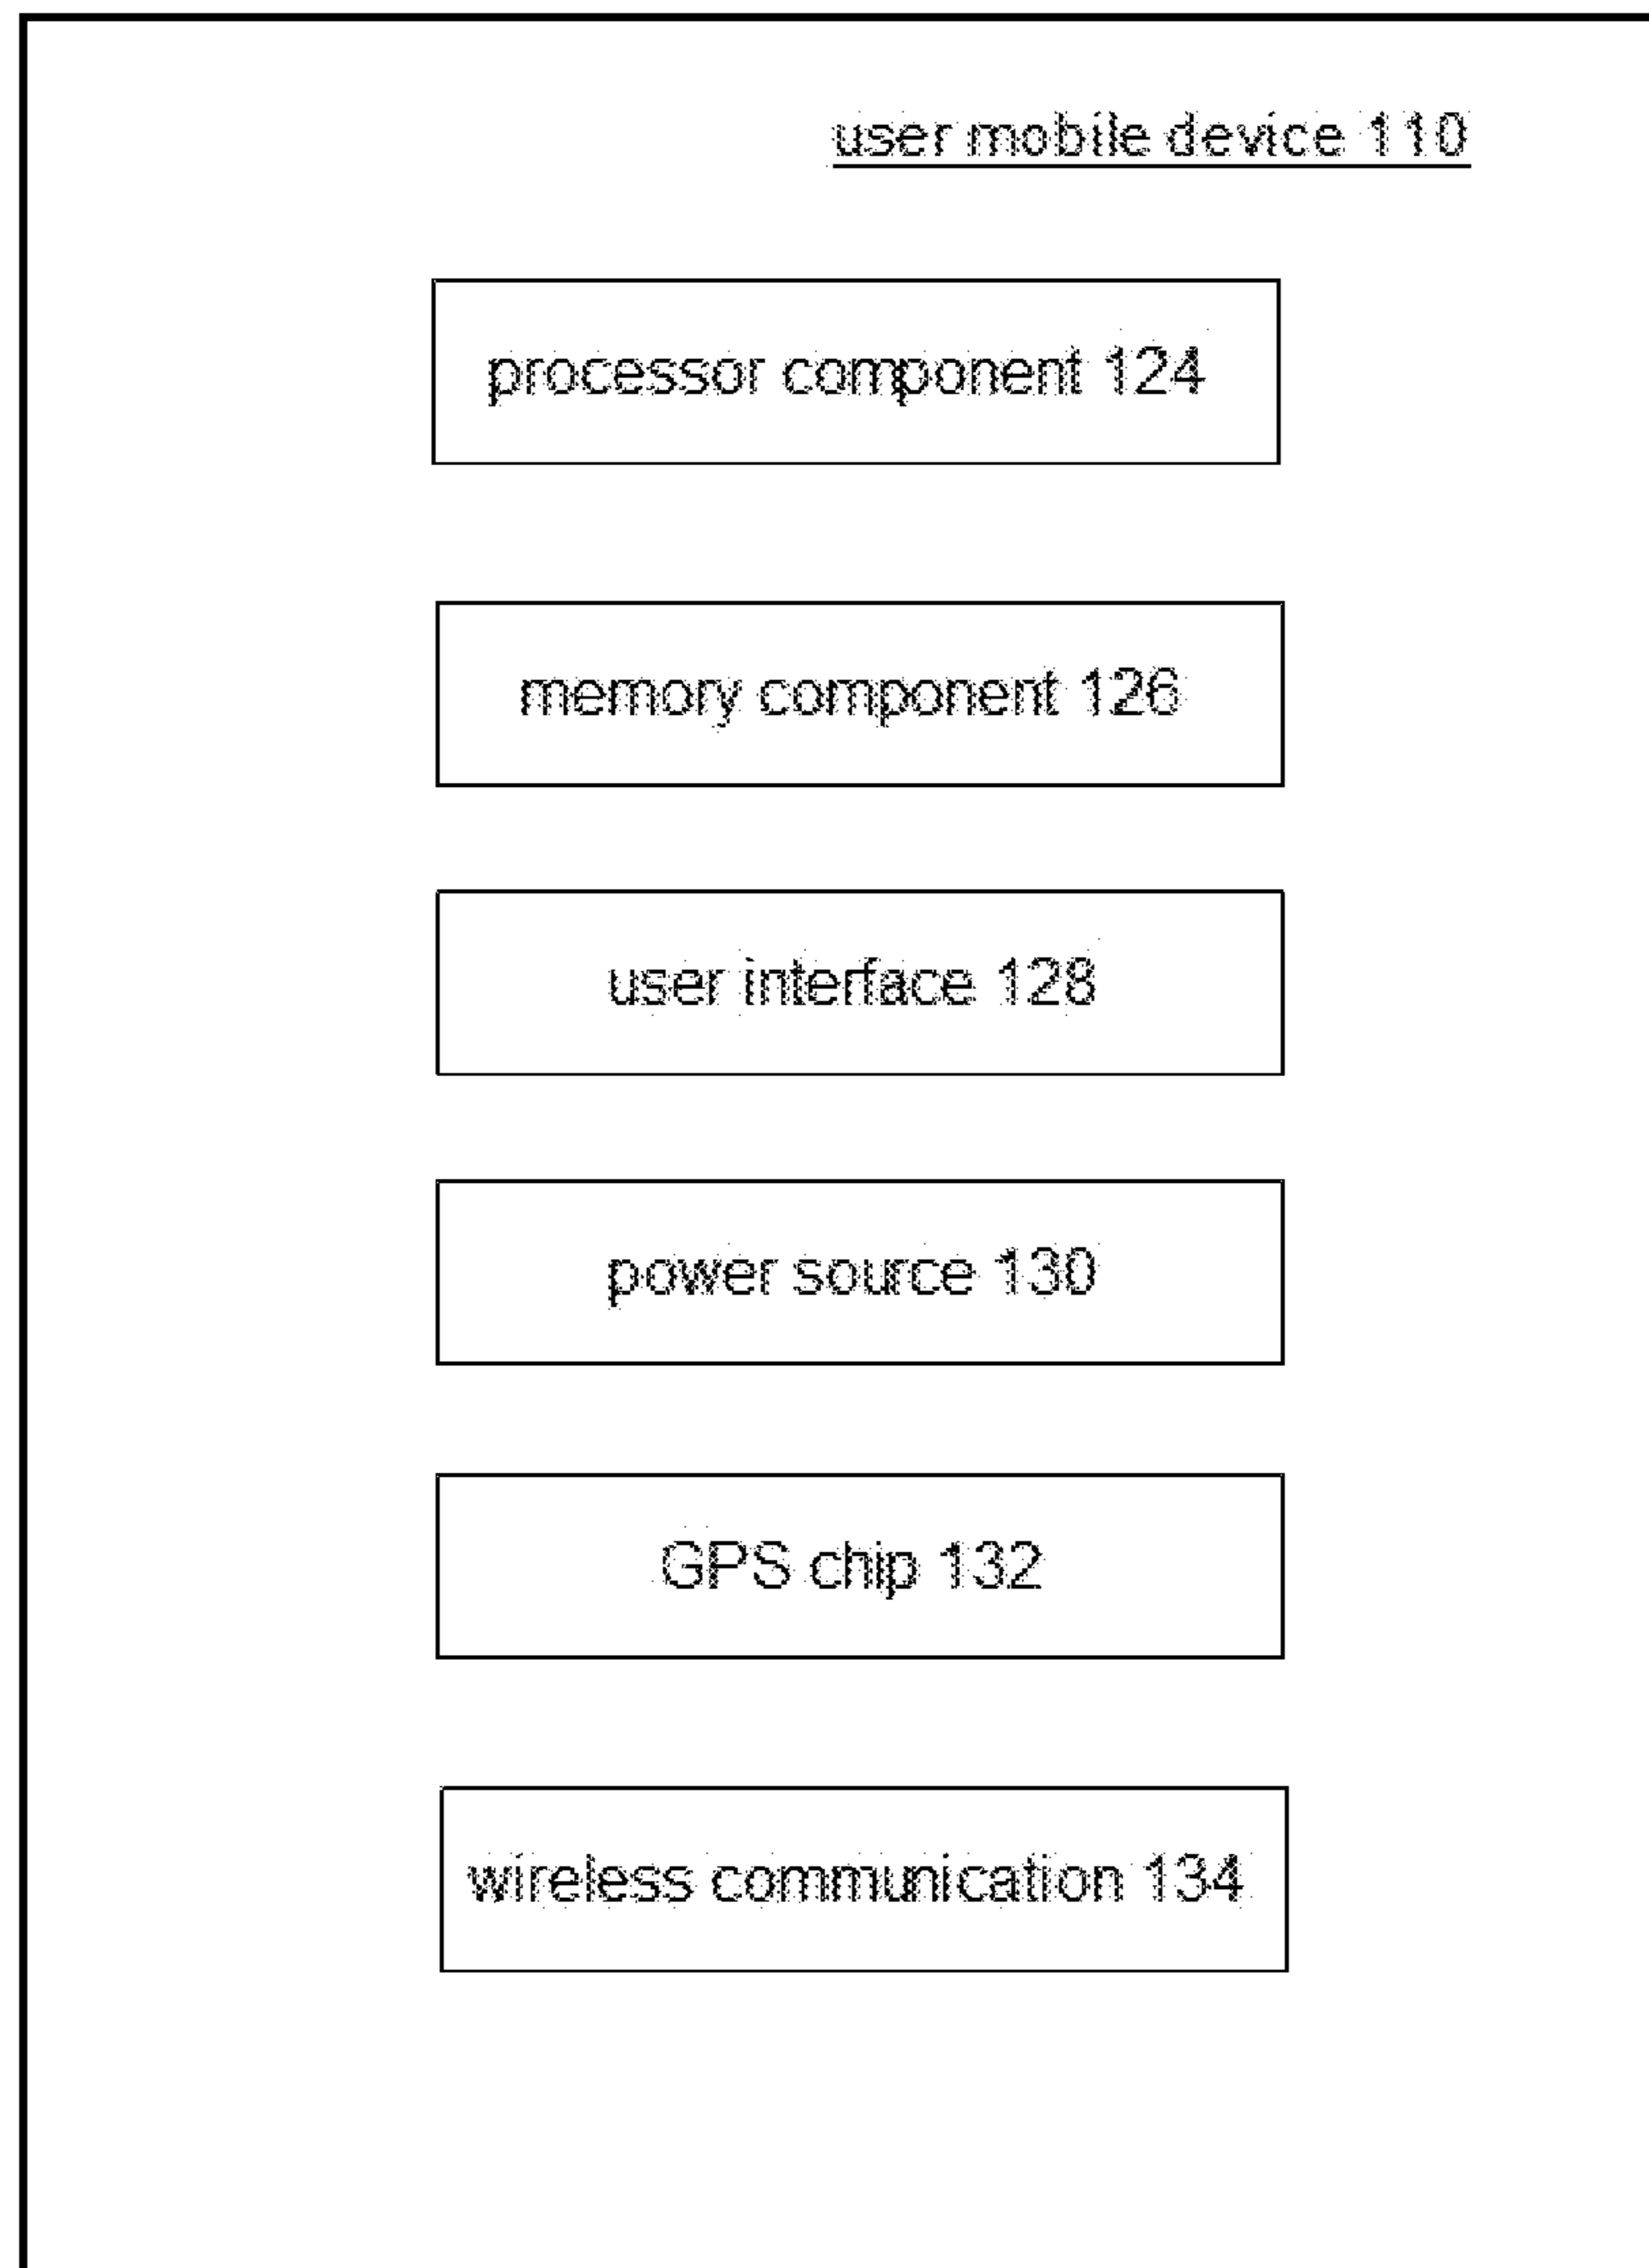 user mobile device 110
processor component 124
memory component 126
user interface 128
power source 130
GPS chip 132
wireless communication 134